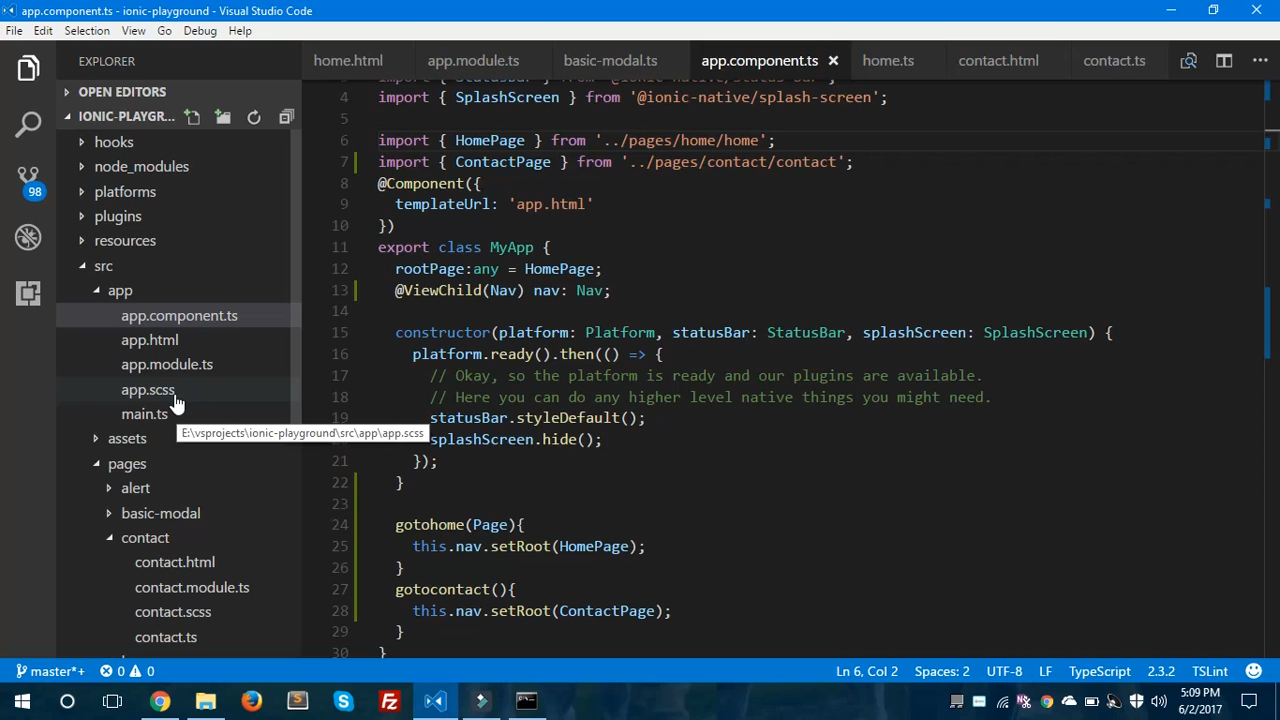 app.component.ts - ionic-playground - Visual Studio Code
File Edit Selection View Go Debug Help
EXPLORER
OPEN EDITORS
IONIC-PLAYGR...
hooks
node_modules
platforms
plugins
resources
src
app
app.component.ts
app.html
app.module.ts
app.scss
main.ts
E:\vsprojects\ionic-playground\src\app\app.scss
assets
pages
alert
basic-modal
contact
contact.html
contact.module.ts
contact.scss
contact.ts
98
home.html app.module.ts basic-modal.ts app.component.ts home.ts contact.html contact.ts
import { StatusBar } from '@ionic-native/status-bar';
4 import { SplashScreen } from '@ionic-native/splash-screen';
5
6 import { HomePage } from '../pages/home/home';
7 import { ContactPage } from '../pages/contact/contact';
8 @Component({
9 templateUrl: 'app.html'
10 })
11 export class MyApp {
12 rootPage:any = HomePage;
13 @ViewChild(Nav) nav: Nav;
14
15 constructor(platform: Platform, statusBar: StatusBar, splashScreen: SplashScreen) {
16 platform.ready().then(() => {
17 // Okay, so the platform is ready and our plugins are available.
18 // Here you can do any higher level native things you might need.
19 statusBar.styleDefault();
splashScreen.hide();
21 });
22 }
23
24 gotohome(Page){
25 this.nav.setRoot(HomePage);
26 }
27 gotocontact(){
28 this.nav.setRoot(ContactPage);
29 }
30 }
master*+ 0 0 Ln 6, Col 2 Spaces: 2 UTF-8 LF TypeScript 2.3.2 TSLint
5:09 PM
6/2/2017